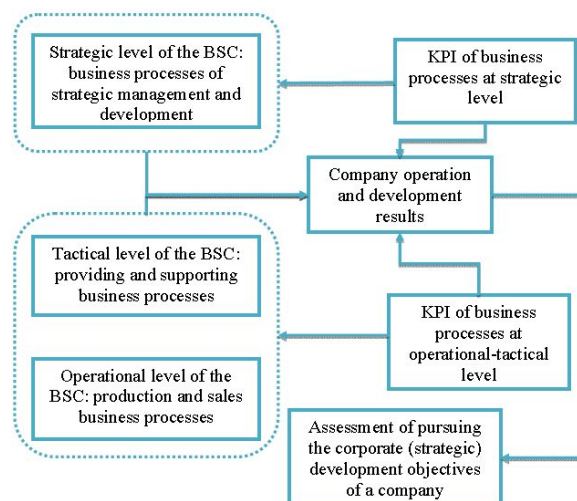 Strategic level of the BSC:
business processes of
strategic management and
development
KPI of business
processes at strategic
level
Company operation
and development
results
Tactical level of the BSC:
providing and supporting
business processes
KPI of business
processes at
operational-tactical
level
Operational level of the
BSC: production and sales
business processes
Assessment of pursuing
the corporate (strategic)
development objectives
of a company